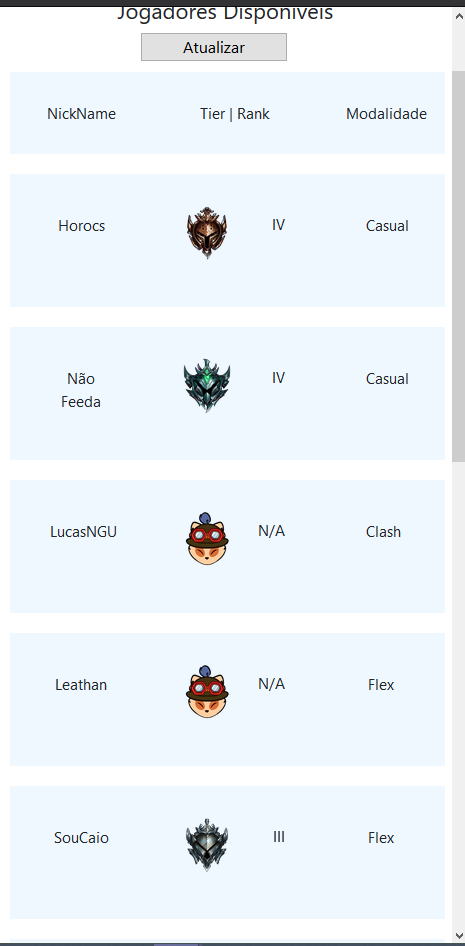 Jogadores Disponíveis
Atualizar
NickName Tier | Rank Modalidade
Horocs IV Casual
Não IV Casual
Feeda
LucasNGU N/A Clash
Leathan N/A Flex
SouCaio III Flex